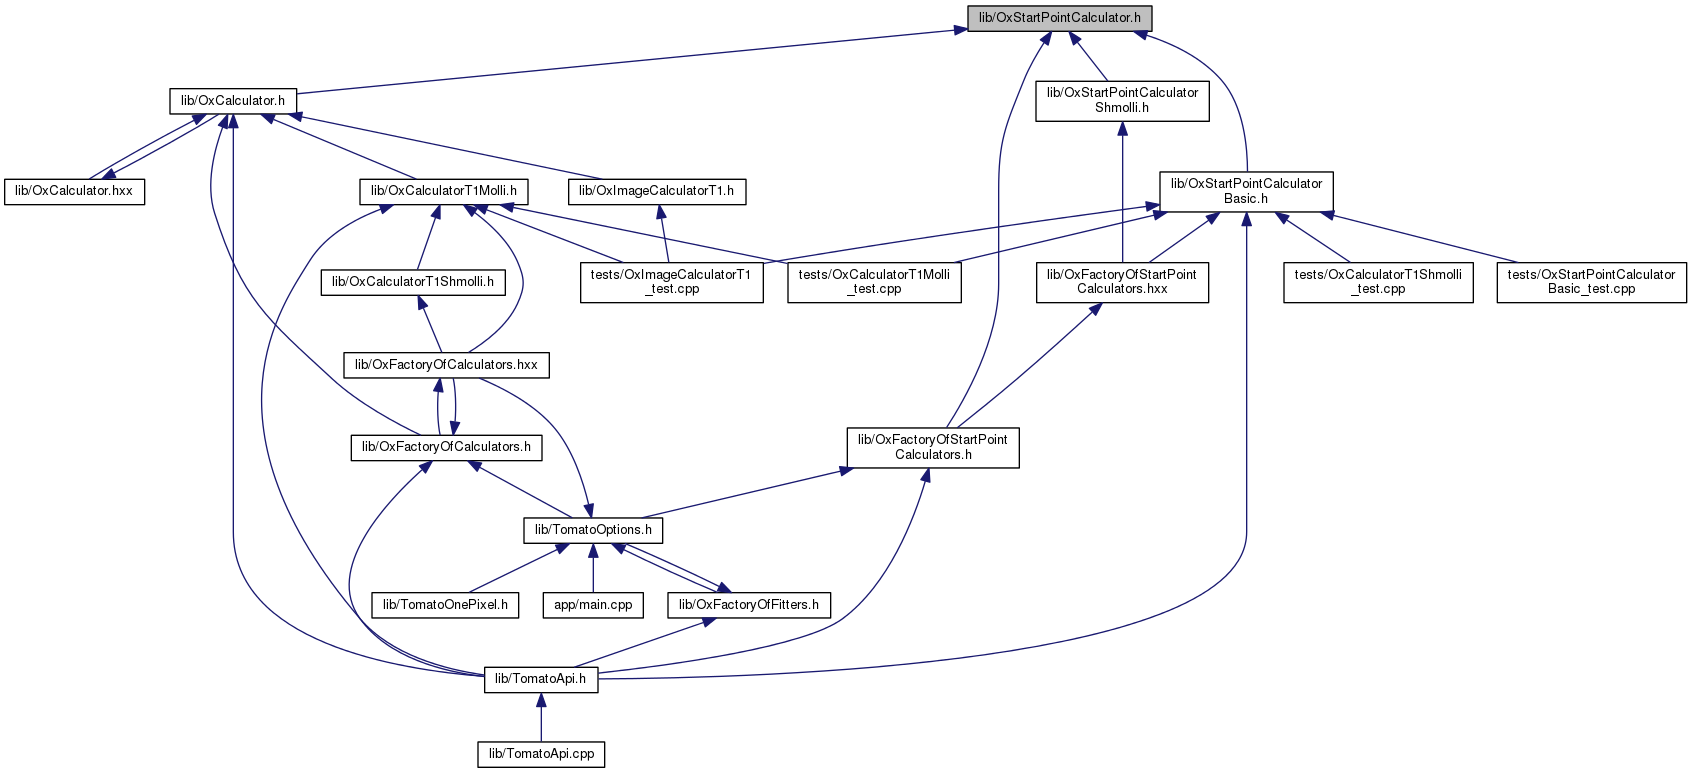 lib/OxStartPointCalculator.h
lib/OxCalculator.h
lib/OxStartPointCalculator
Shmolli.h
lib/OxCalculator.hxx
lib/OxCalculatorT1Molli.h
lib/OxImageCalculatorT1.h
lib/OxStartPointCalculator
Basic.h
lib/OxCalculatorT1Shmolli.h
tests/OxImageCalculatorT1
_test.cpp
tests/OxCalculatorT1Molli
_test.cpp
lib/OxFactoryOfStartPoint
Calculators.hxx
tests/OxCalculatorT1Shmolli
_test.cpp
tests/OxStartPointCalculator
Basic_test.cpp
lib/OxFactoryOfCalculators.hxx
lib/OxFactoryOfCalculators.h
lib/OxFactoryOfStartPoint
Calculators.h
lib/TomatoOptions.h
lib/TomatoOnePixel.h
app/main.cpp
lib/OxFactoryOfFitters.h
lib/TomatoApi.h
lib/TomatoApi.cpp